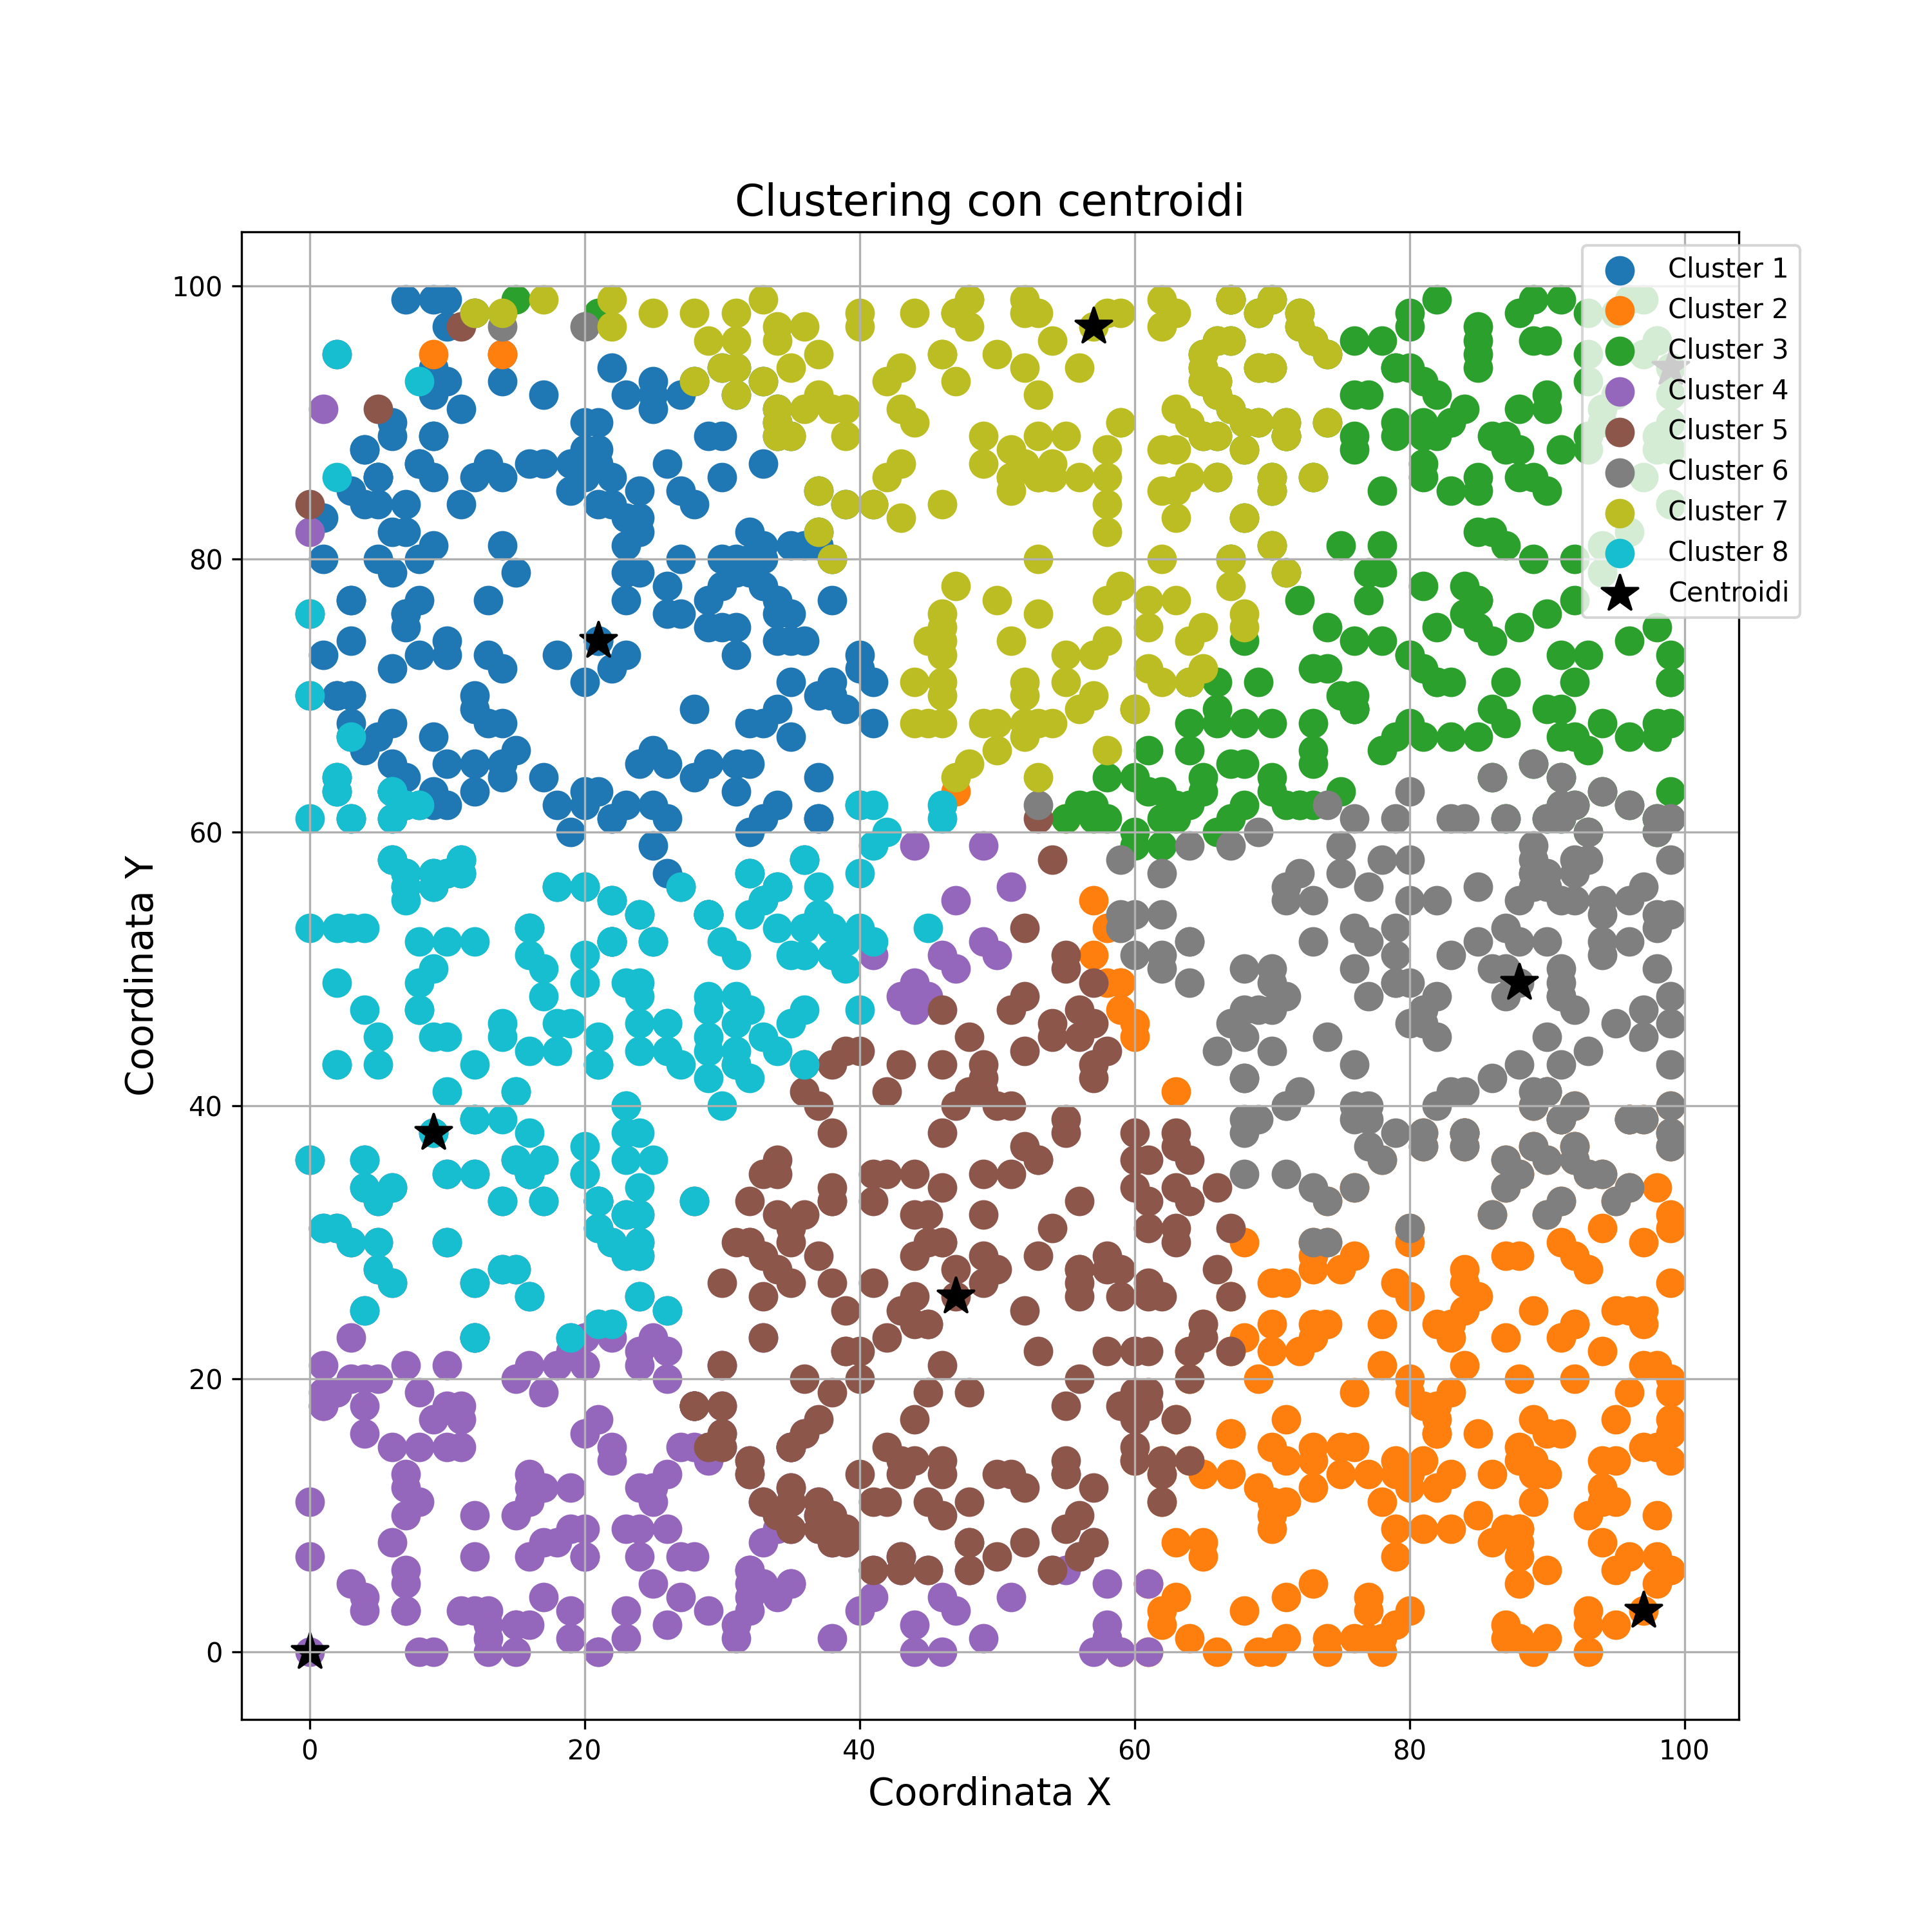 Clustering con centroidi
Coordinata Y
100
80
60
40
20
0
0 20 40 60 80 100
Coordinata X
Cluster 1
Cluster 2
Cluster 3
Cluster 4
Cluster 5
Cluster 6
Cluster 7
Cluster 8
Centroidi